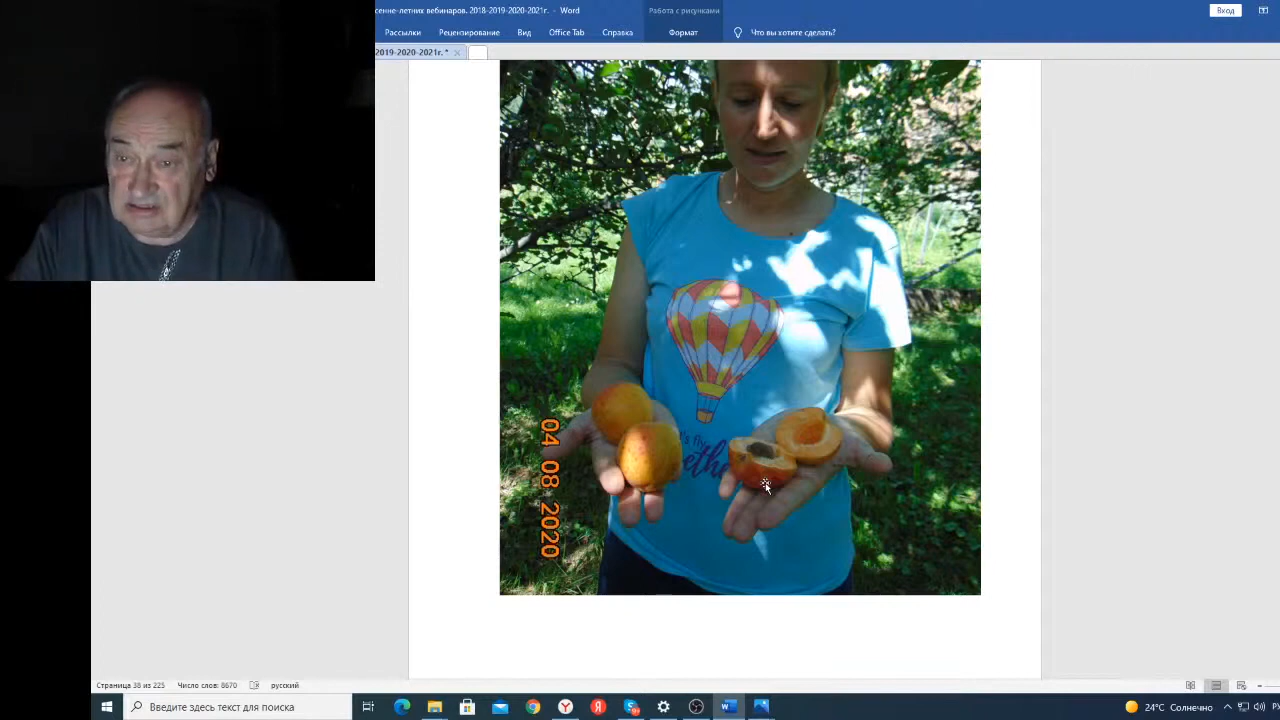 сенне-летних вебинаров. 2018-2019-2020-2021г. - Word
Работа с рисунками
Вход
Рассылки
Рецензирование
Вид
Office Tab
Справка
Формат
Что вы хотите сделать?
2019-2020-2021г. *
04 08 2020
Страница 38 из 225
Число слов: 8670
русский
Введите здесь текст для поиска
24°C Солнечно